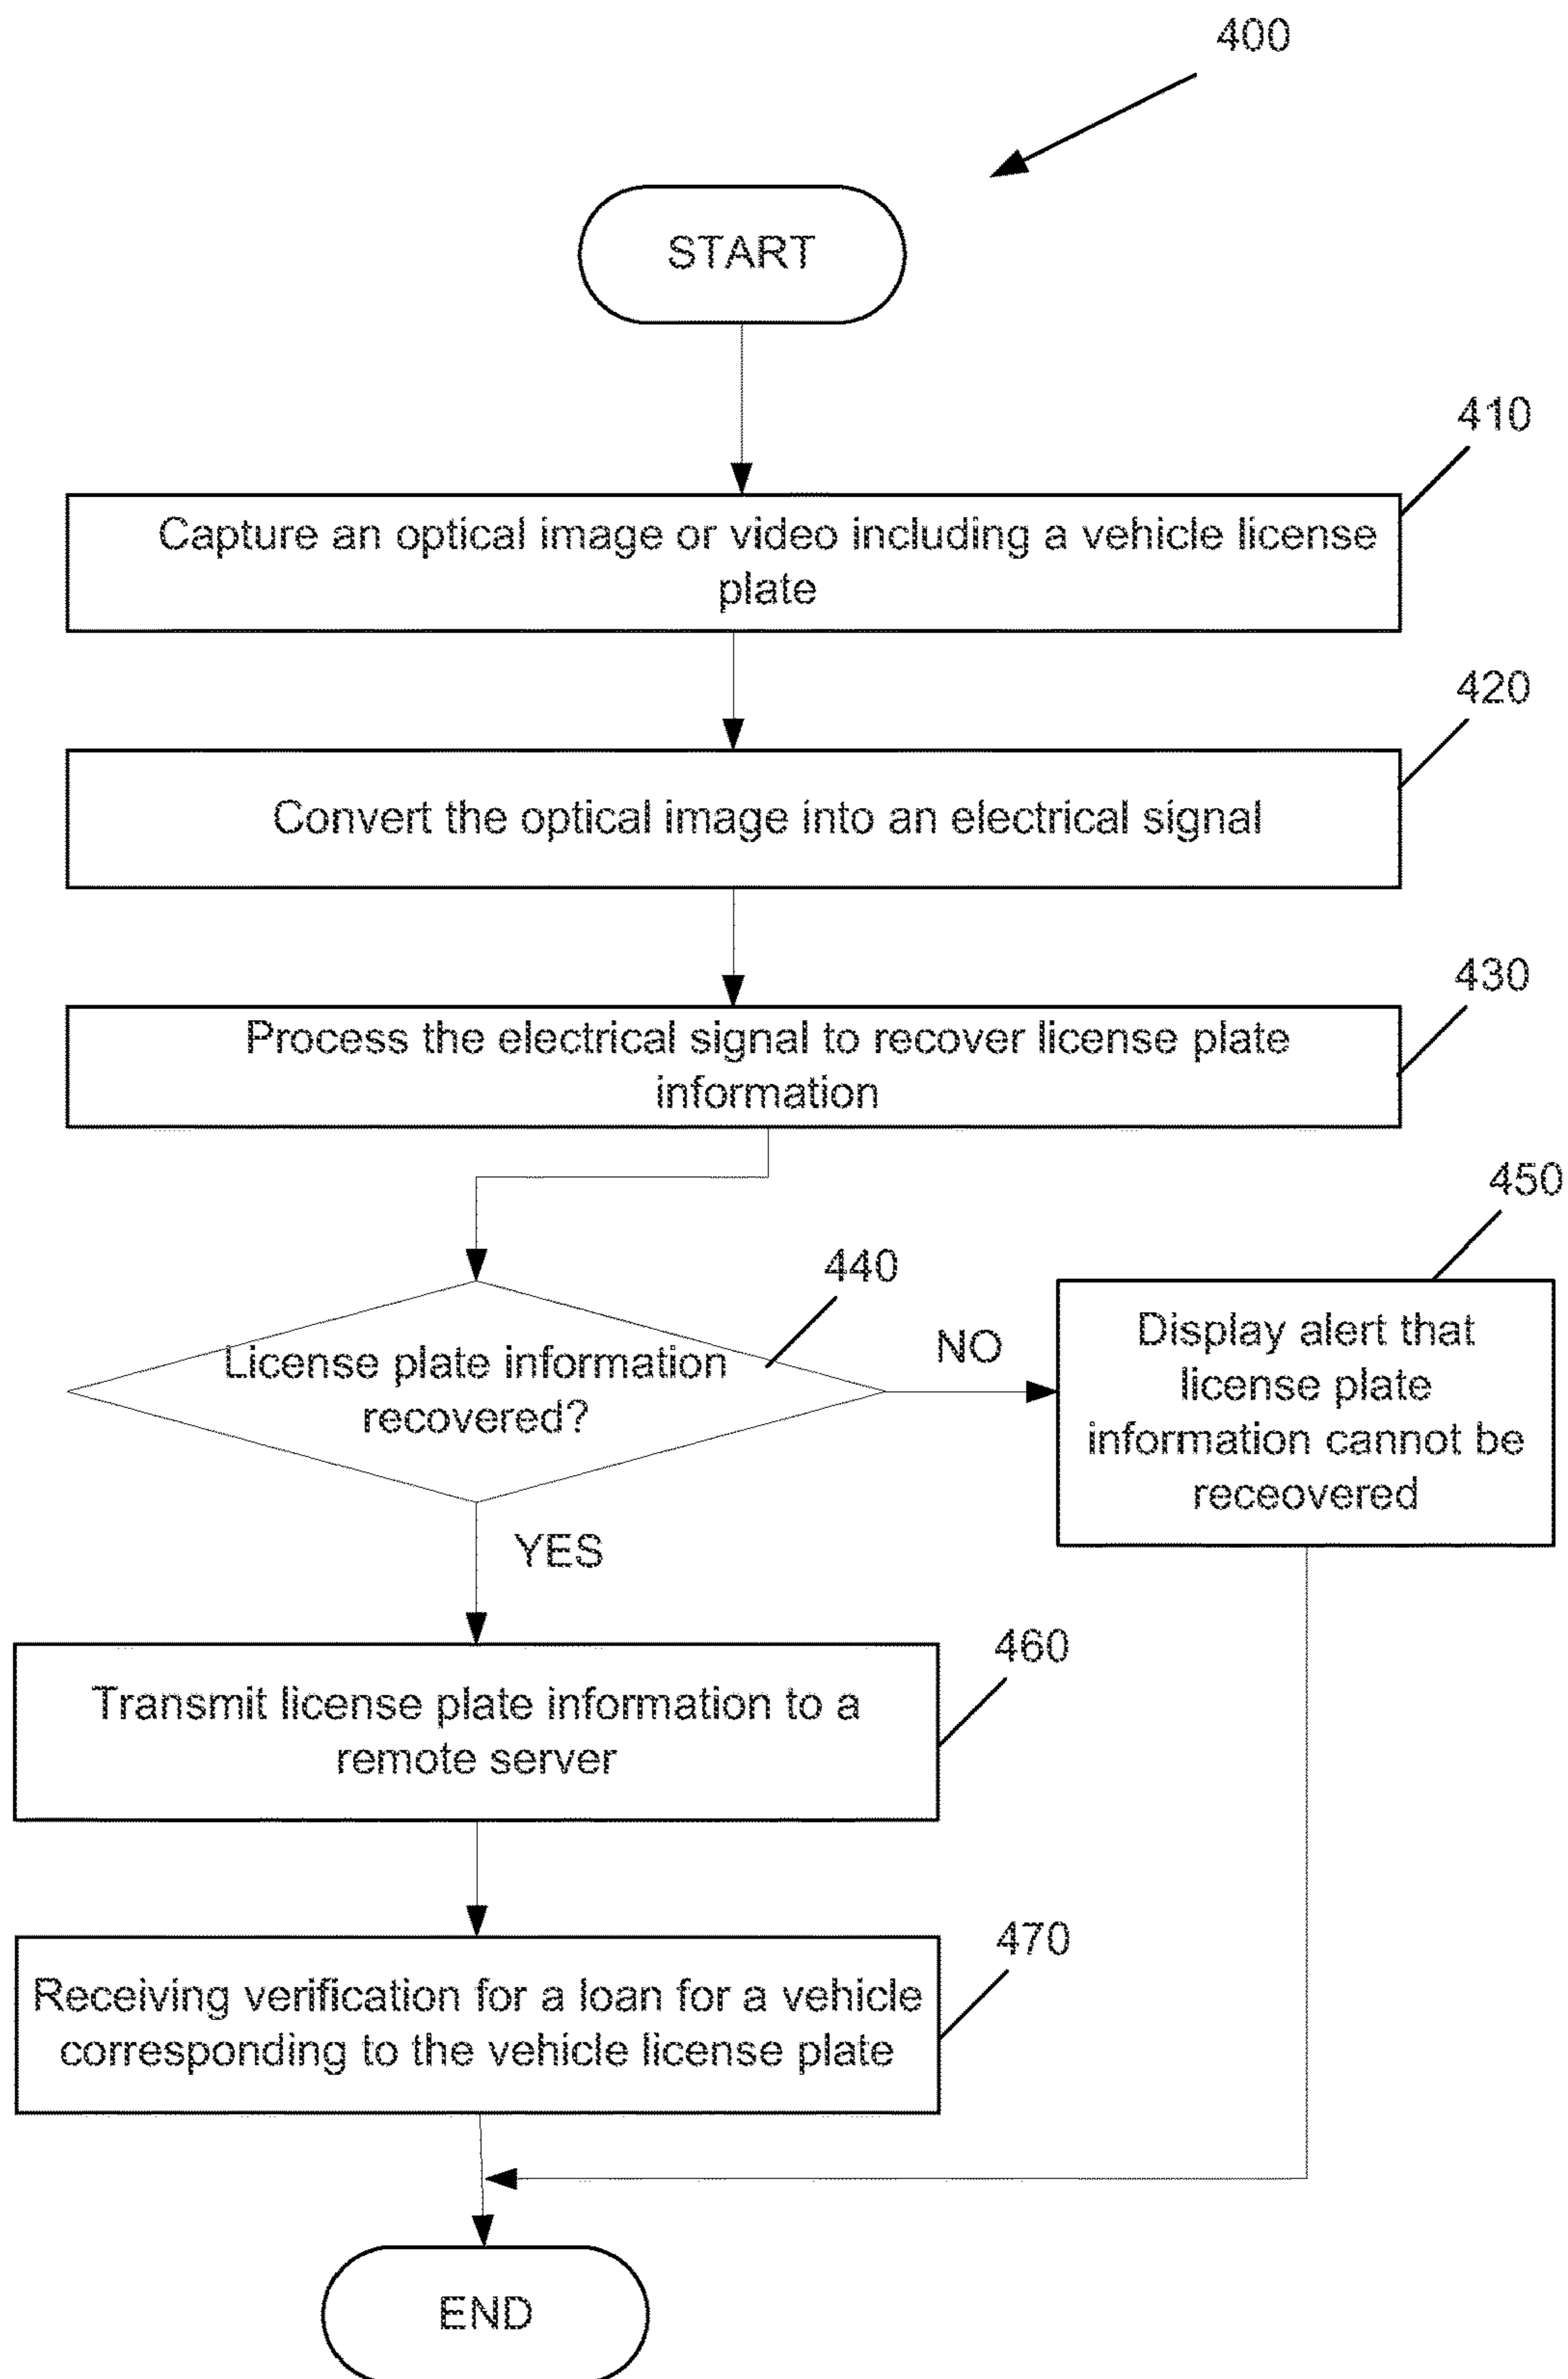 400
START
410
Capture an optical image or video including a vehicle license
plate
420
Convert the optical image into an electrical signal
430
Process the electrical signal to recover license plate
information
440
License plate information
recovered?
NO
450
Display alert that
license plate
information cannot be
receovered
YES
460
Transmit license plate information to a
remote server
470
Receiving verification for a loan for a vehicle
corresponding to the vehicle license plate
END